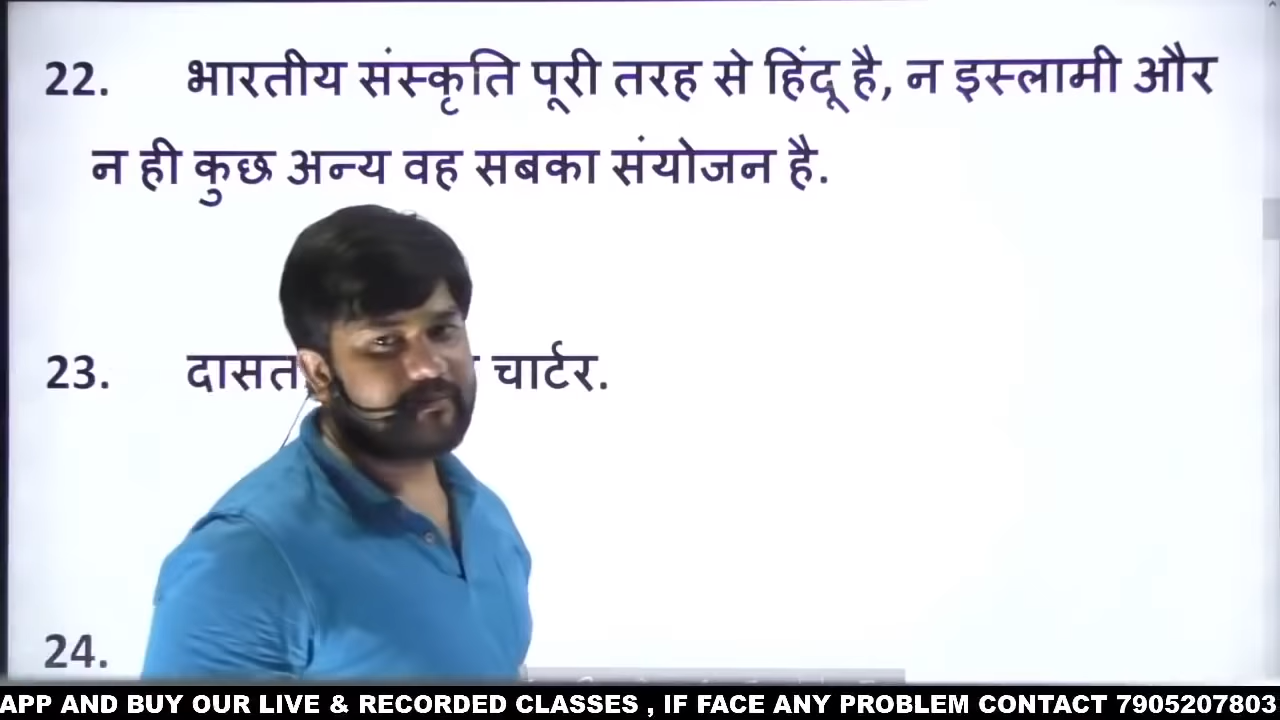 22. भारतीय संस्कृति पूरी तरह से हिंदू है, न इस्लामी और
न ही कुछ अन्य वह सबका संयोजन है.
23. चार्टर.
24.
APP AND BUY OUR LIVE & RECORDED CLASSES , IF FACE ANY PROBLEM CONTACT 7905207803